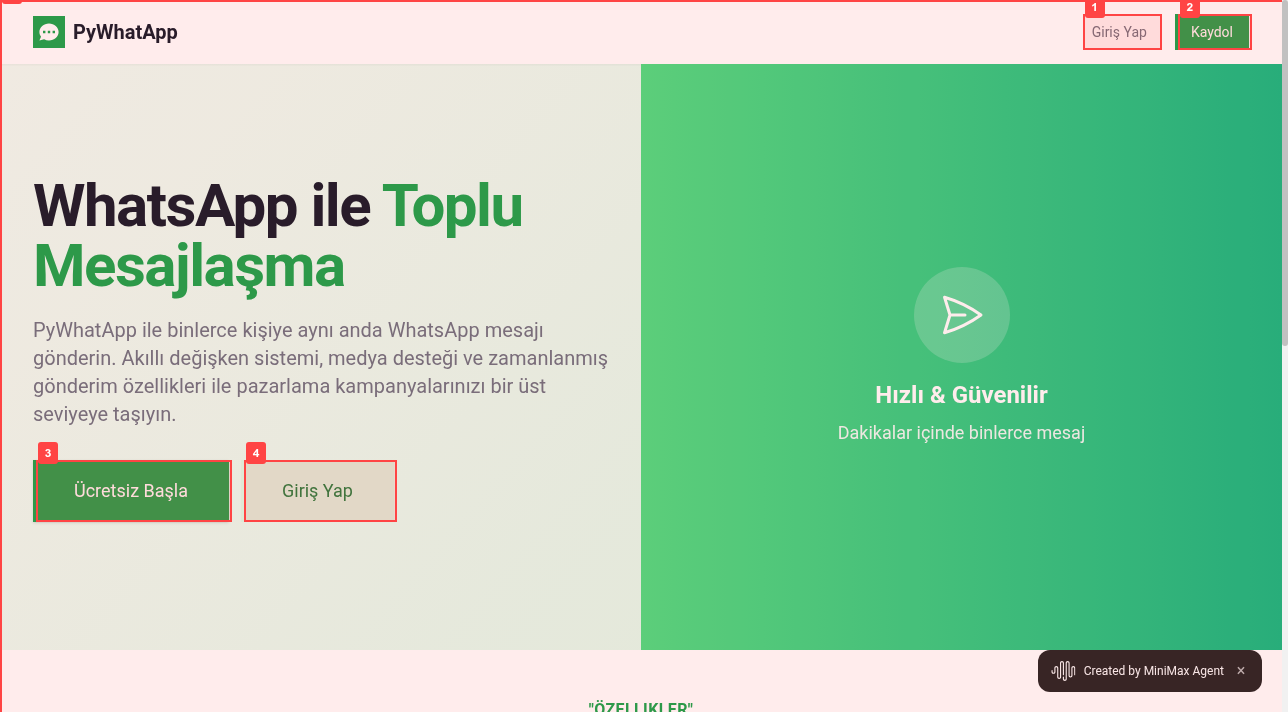 PyWhatApp
1
Giriş Yap
2
Kaydol
WhatsApp ile Toplu
Mesajlaşma
PyWhatApp ile binlerce kişiye aynı anda WhatsApp mesajı
gönderin. Akıllı değişken sistemi, medya desteği ve zamanlanmış
gönderim özellikleri ile pazarlama kampanyalarınızı bir üst
seviyeye taşıyın.
3
Ücretsiz Başla
4
Giriş Yap
Hızlı & Güvenilir
Dakikalar içinde binlerce mesaj
Created by MiniMax Agent ×
"ÖZELLIKLER"